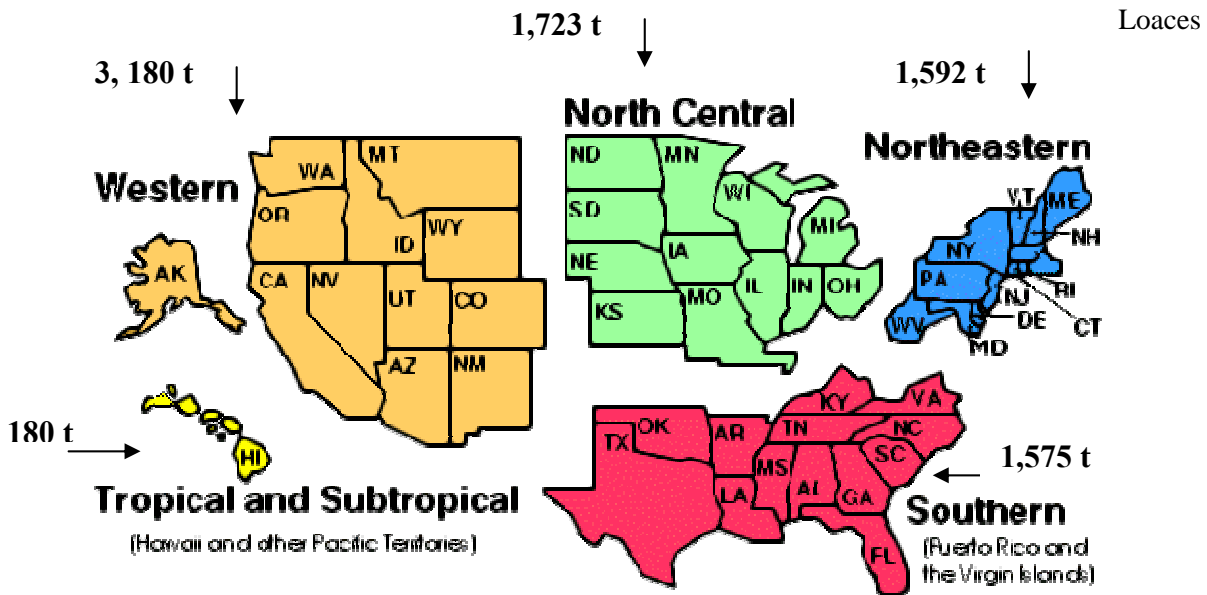 Loaces
1,723 t
3, 180 t
1,592 t
North Central
Northeastern
Western
WA
MT
OR
ID
WY
AK
CA
NV
UT
CO
AZ
NM
ND
MN
SD
WI
MI
NE
IA
KS
MO
IL
IN
OH
VT
ME
NY
NH
PA
RI
NJ
CT
DE
WV
MD
180 t
HI
Tropical and Subtropical
(Hawaii and other Pacific Territories)
KY
VA
OK
TX
AR
TN
NC
SC
MS
LA
AL
GA
FL
1,575 t
Southern
(Puerto Rico and
the Virgin Islands)